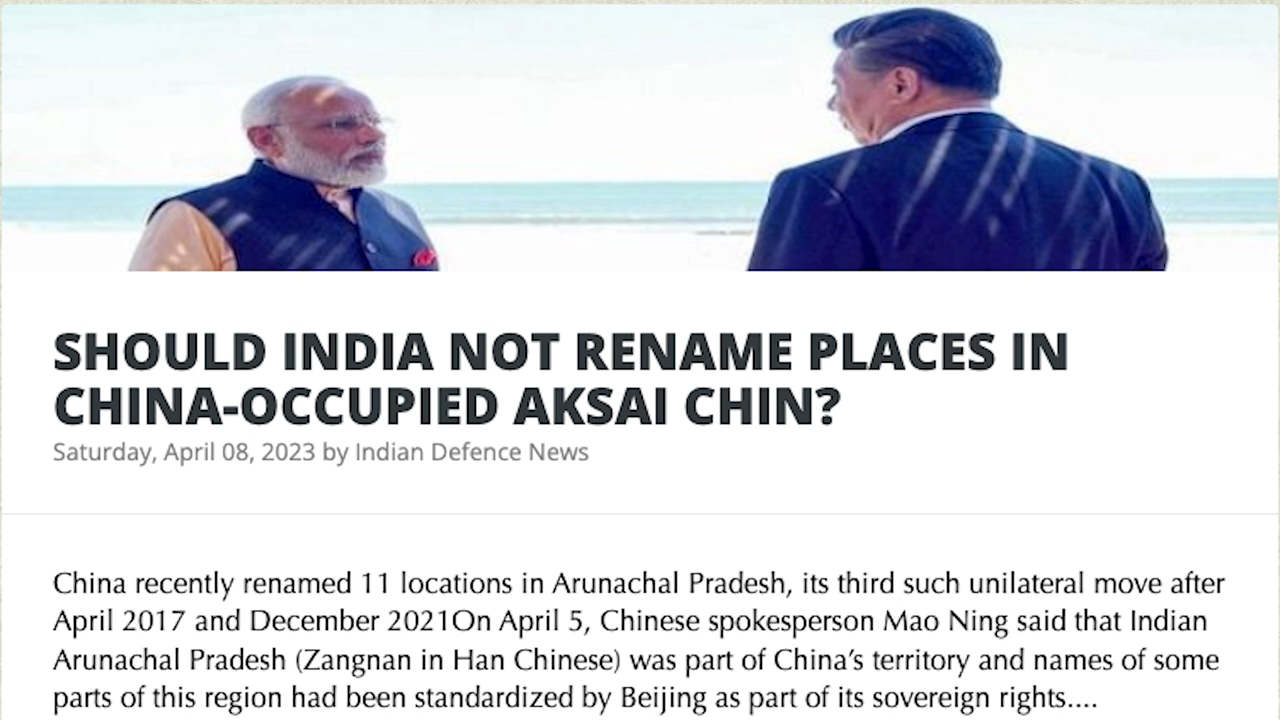 SHOULD INDIA NOT RENAME PLACES IN
CHINA-OCCUPIED AKSAI CHIN?
Saturday, April 08, 2023 by Indian Defence News
China recently renamed 11 locations in Arunachal Pradesh, its third such unilateral move after
April 2017 and December 2021On April 5, Chinese spokesperson Mao Ning said that Indian
Arunachal Pradesh (Zangnan in Han Chinese) was part of China’s territory and names of some
parts of this region had been standardized by Beijing as part of its sovereign rights....